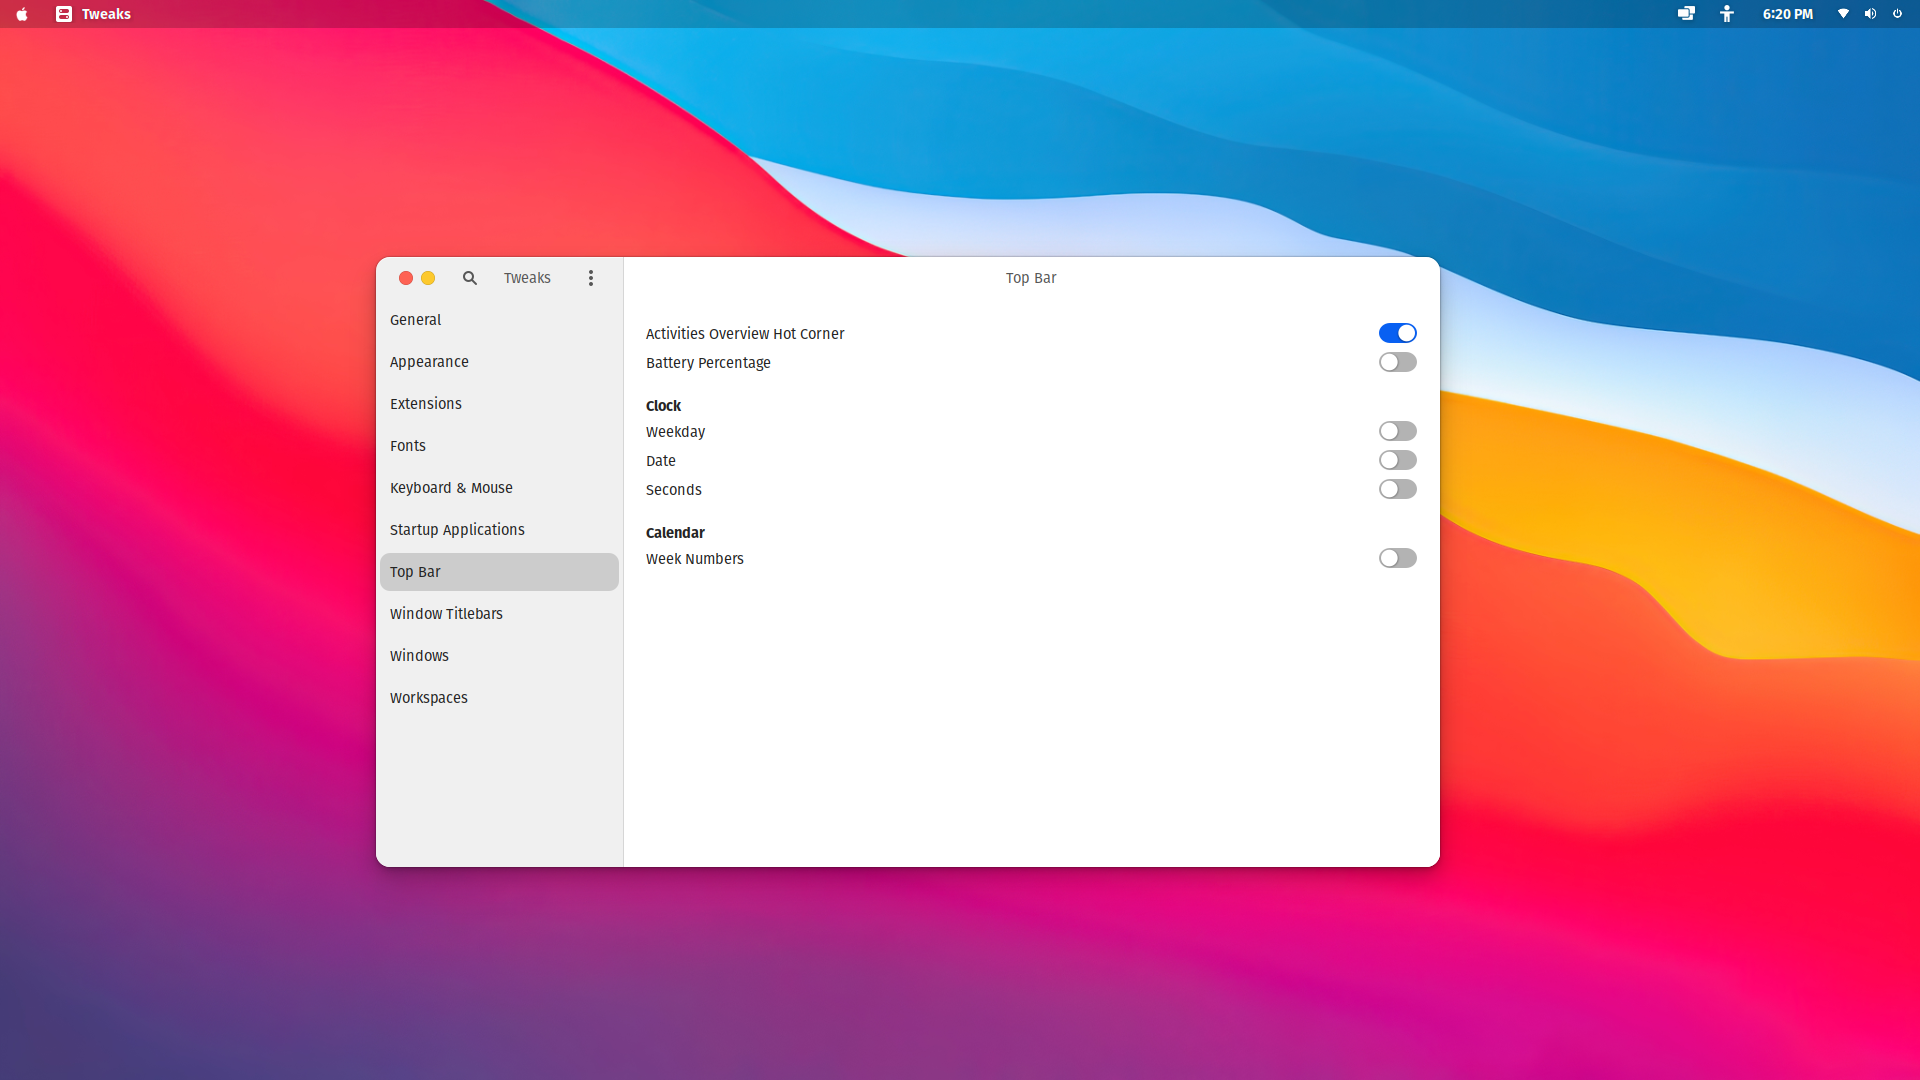 Tweaks
6:20 PM
Tweaks
Top Bar
General
Appearance
Extensions
Fonts
Keyboard & Mouse
Startup Applications
Top Bar
Window Titlebars
Windows
Workspaces
Activities Overview Hot Corner
Battery Percentage
Clock
Weekday
Date
Seconds
Calendar
Week Numbers